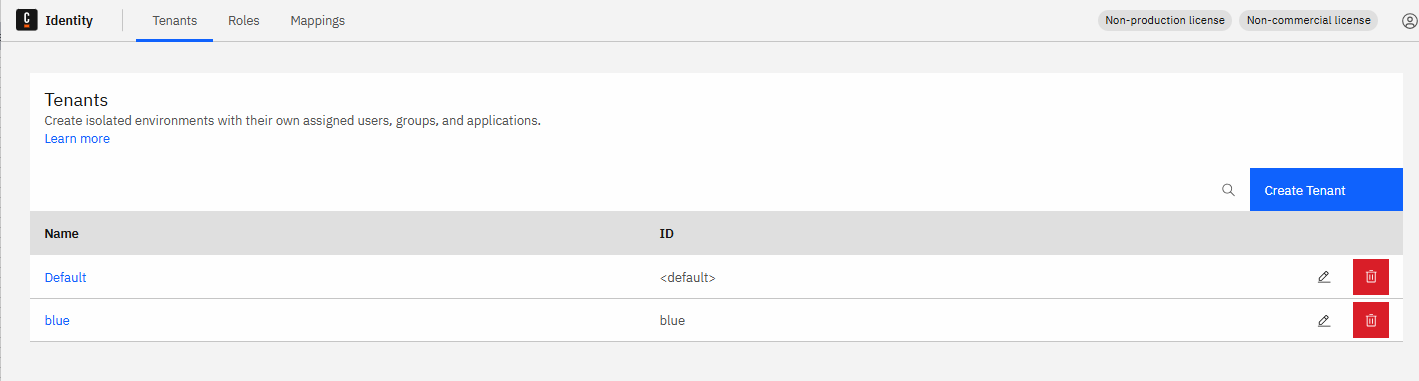 C Identity Tenants Roles Mappings Non-production license Non-commercial license
Tenants
Create isolated environments with their own assigned users, groups, and applications.
Learn more
Create Tenant
Name ID
Default <default>
blue blue